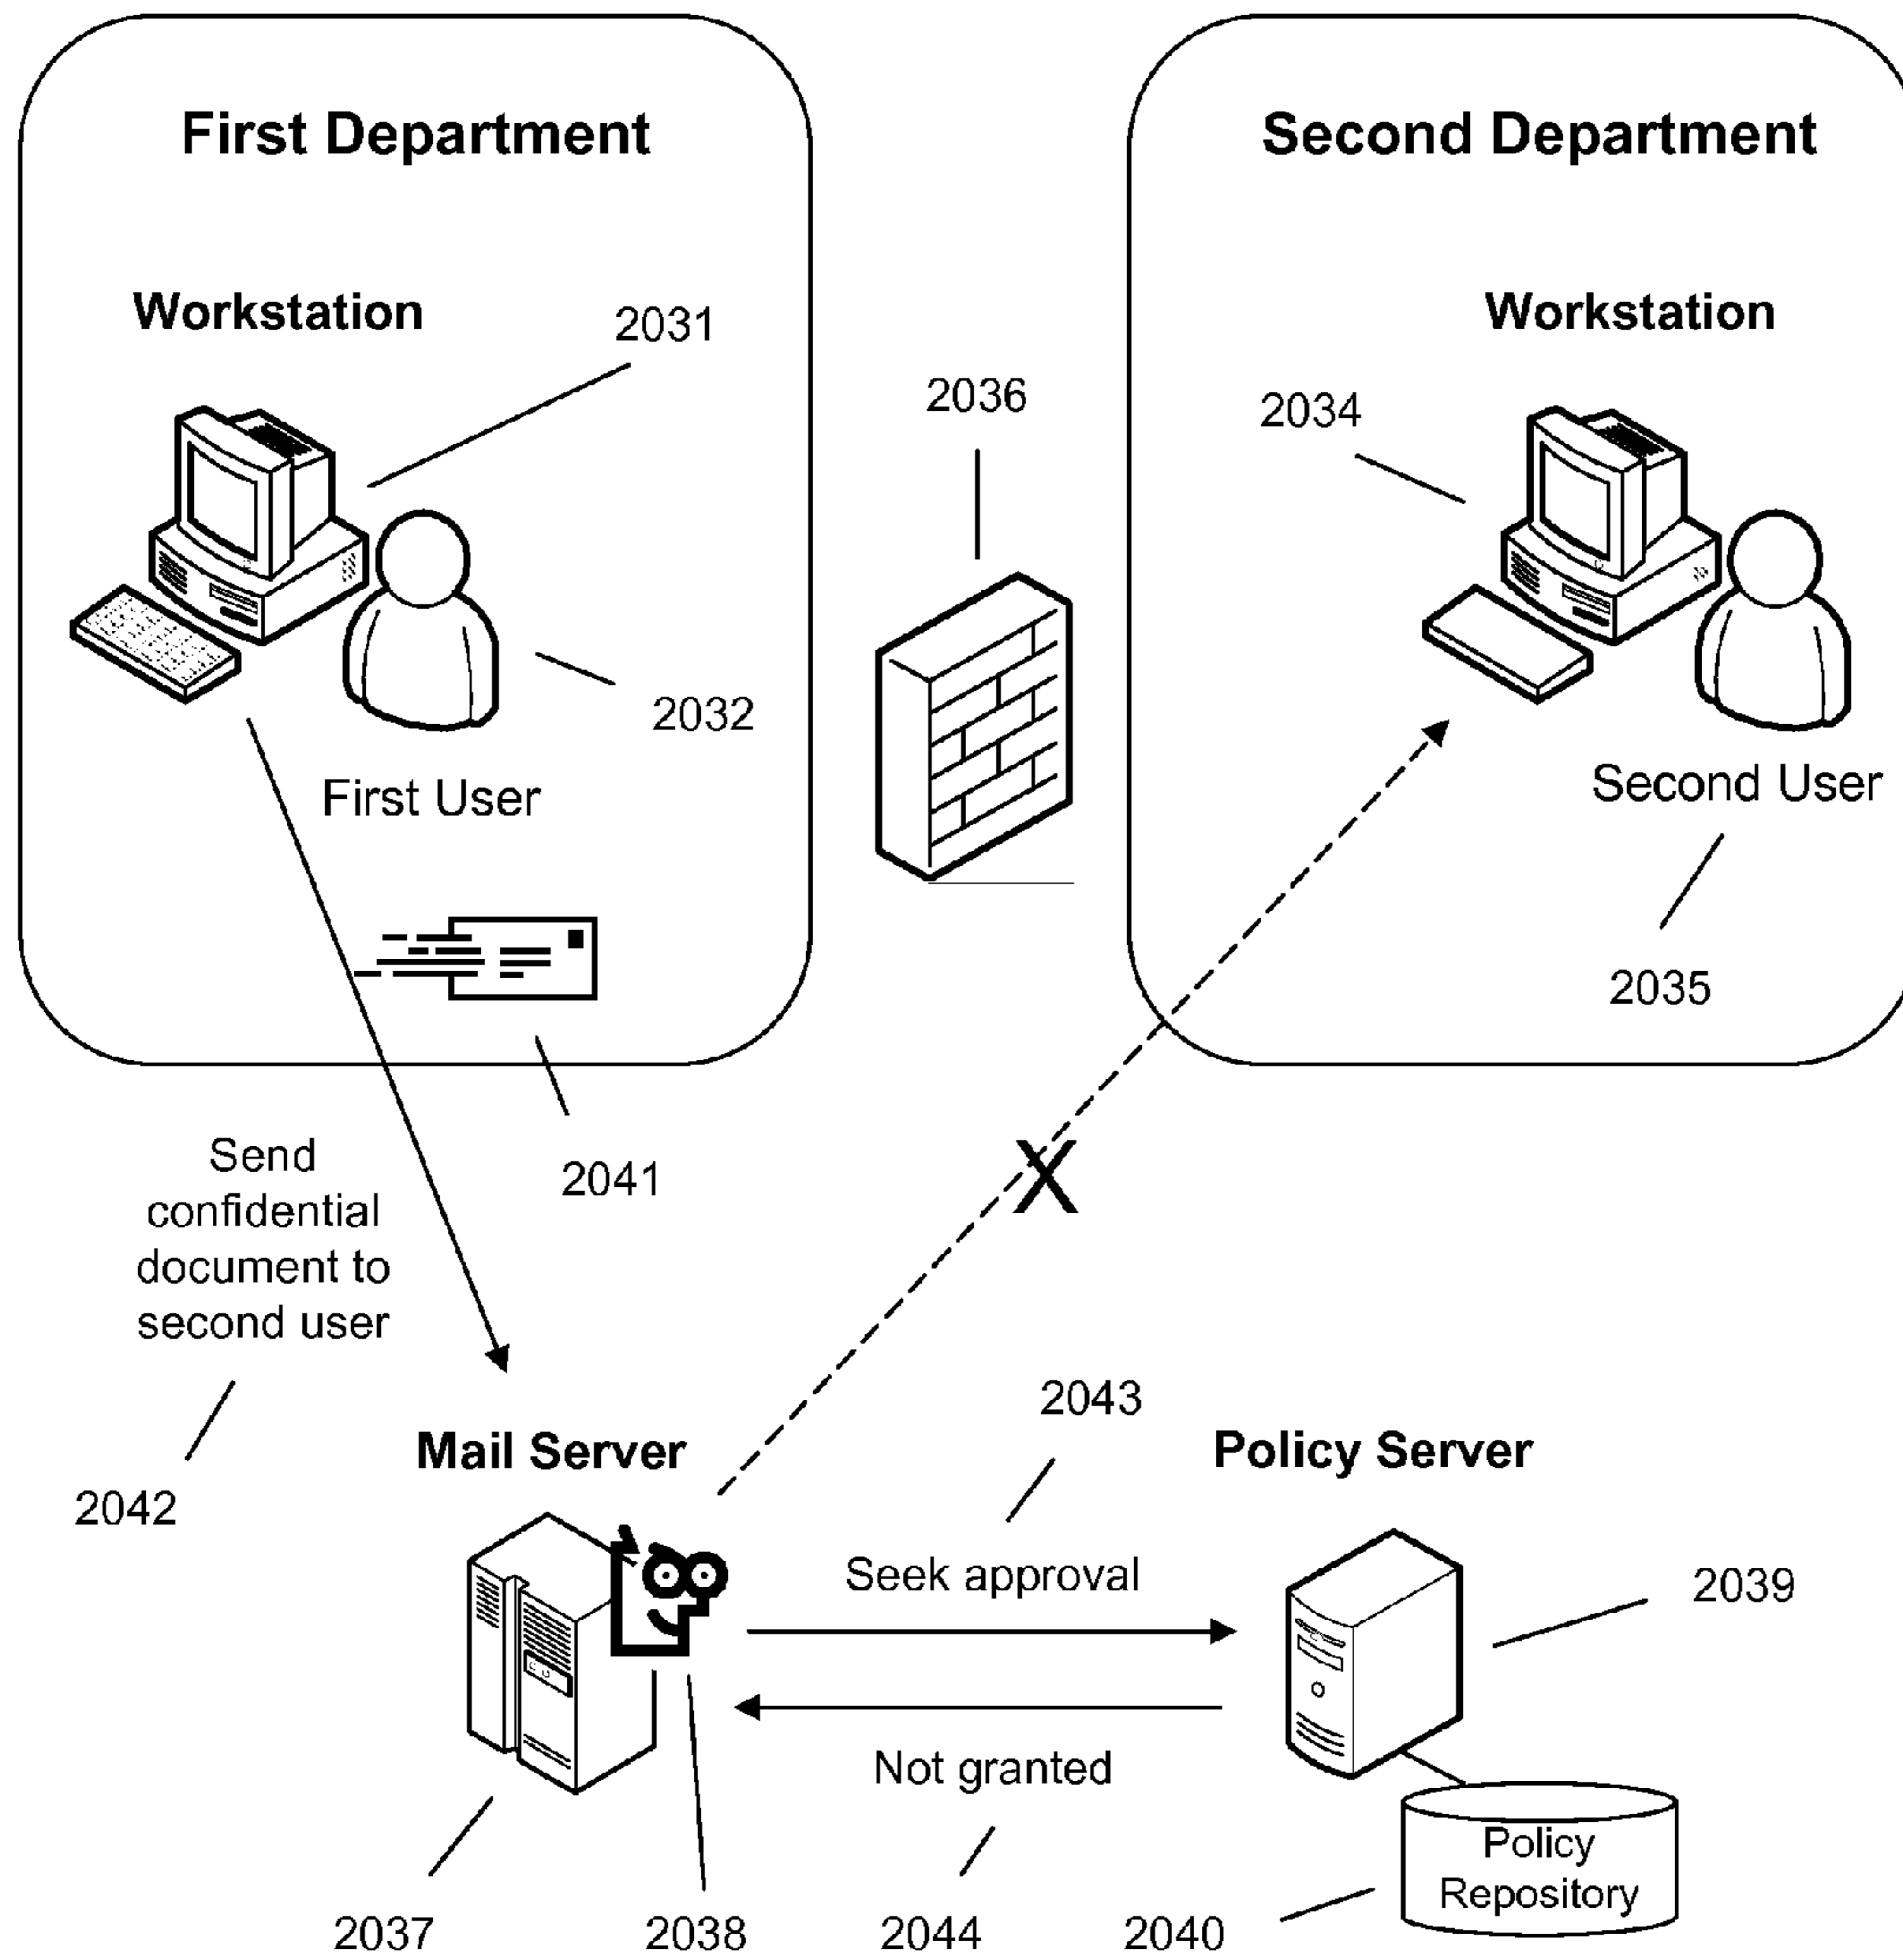 First Department
Second Department
Workstation
2031
Workstation
2036
2034
2032
First User
Second User
2035
2041
Send
confidential
document to
second user
2042
2043
Mail Server
Policy Server
Seek approval
2039
Not granted
Policy
Repository
2037
2038
2044
2040
X